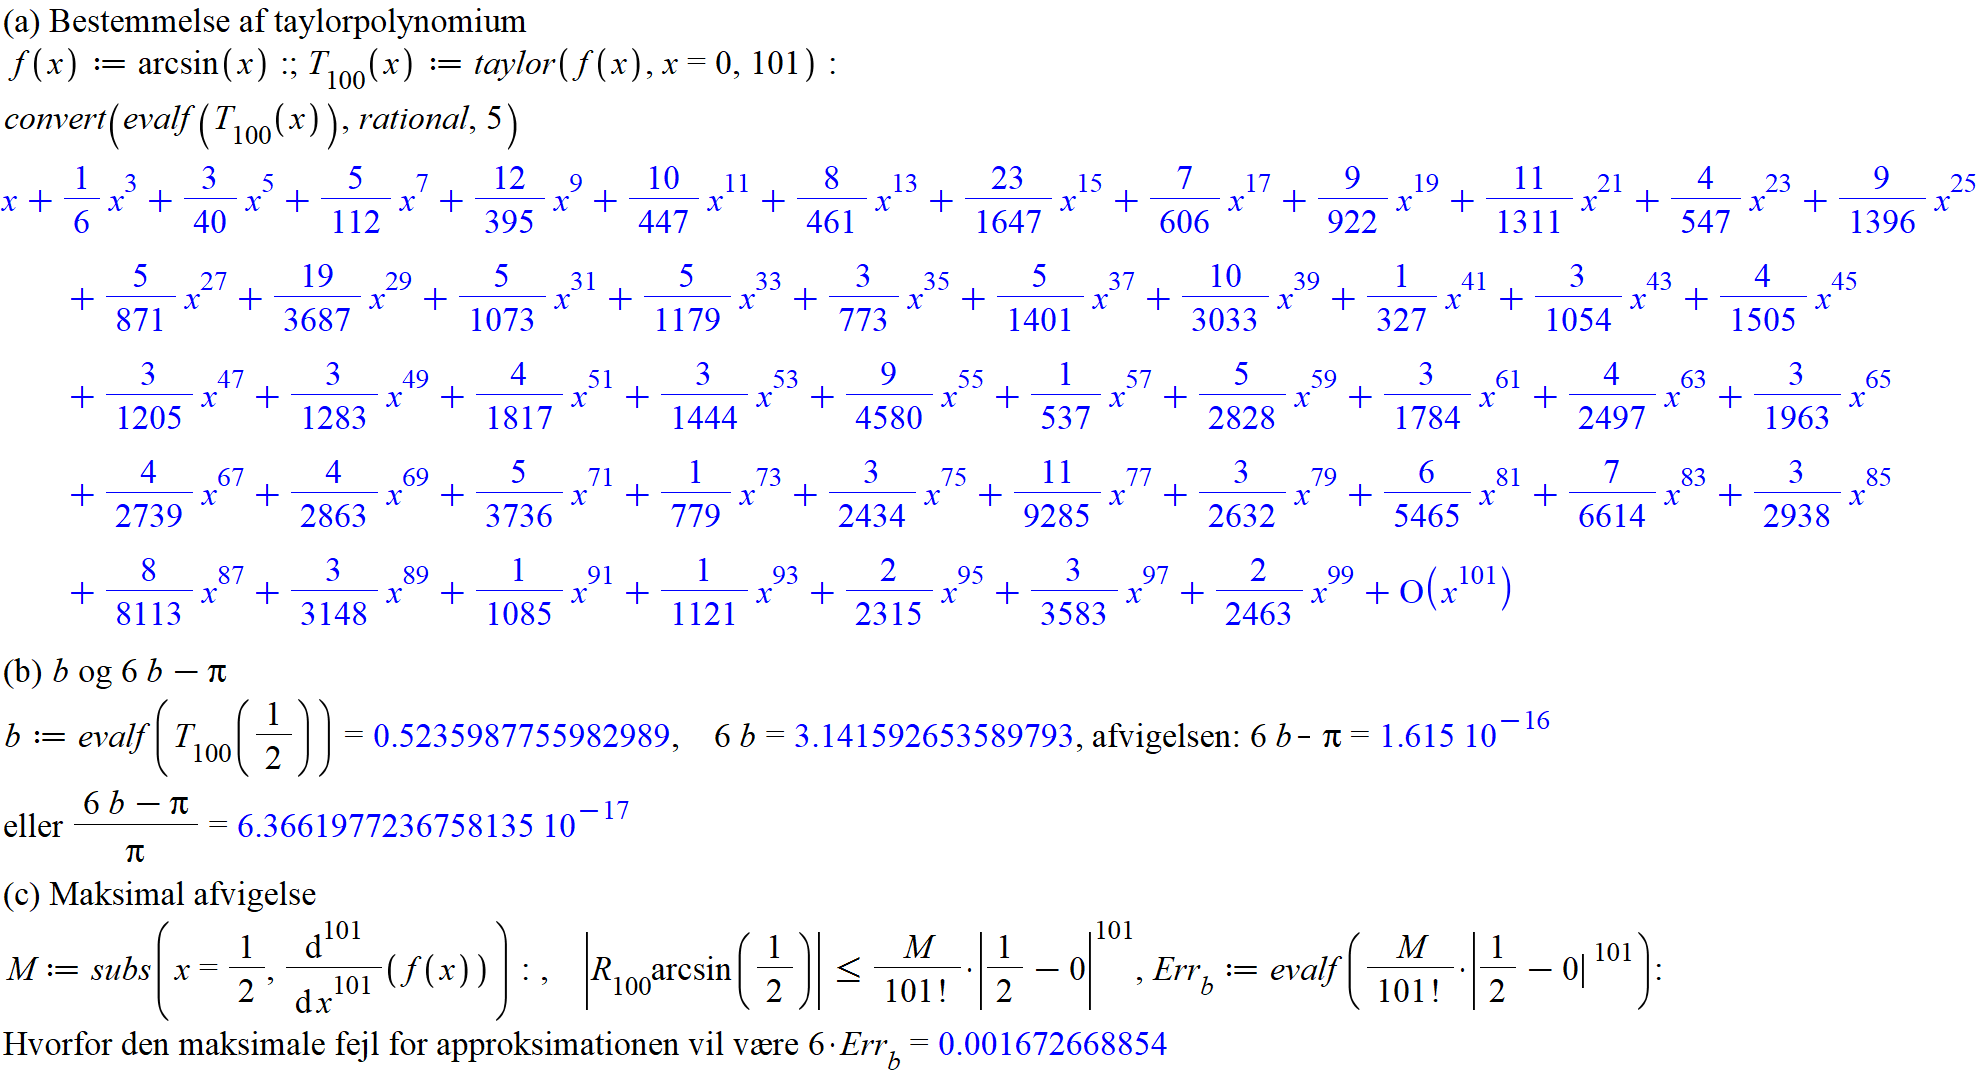 (a) Bestemmelse af taylorpolynomium
f(x) := arcsin(x) :; T_100(x) := taylor(f(x), x = 0, 101) :
convert(evalf(T_100(x)), rational, 5)
x + 1/6 x^3 + 3/40 x^5 + 5/112 x^7 + 12/395 x^9 + 10/447 x^11 + 8/461 x^13 + 23/1647 x^15 + 7/606 x^17 + 9/922 x^19 + 11/1311 x^21 + 4/547 x^23 + 9/1396 x^25
+ 5/871 x^27 + 19/3687 x^29 + 5/1073 x^31 + 5/1179 x^33 + 3/773 x^35 + 5/1401 x^37 + 10/3033 x^39 + 1/327 x^41 + 3/1054 x^43 + 4/1505 x^45
+ 3/1205 x^47 + 3/1283 x^49 + 4/1817 x^51 + 3/1444 x^53 + 9/4580 x^55 + 1/537 x^57 + 5/2828 x^59 + 3/1784 x^61 + 4/2497 x^63 + 3/1963 x^65
+ 4/2739 x^67 + 4/2863 x^69 + 5/3736 x^71 + 1/779 x^73 + 3/2434 x^75 + 11/9285 x^77 + 3/2632 x^79 + 6/5465 x^81 + 7/6614 x^83 + 3/2938 x^85
+ 8/8113 x^87 + 3/3148 x^89 + 1/1085 x^91 + 1/1121 x^93 + 2/2315 x^95 + 3/3583 x^97 + 2/2463 x^99 + O(x^101)
(b) b og 6 b − π
b := evalf(T_100(1/2)) = 0.5235987755982989, 6 b = 3.141592653589793, afvigelsen: 6 b - π = 1.615 10^−16
eller (6 b − π)/π = 6.3661977236758135 10^−17
(c) Maksimal afvigelse
M := subs(x = 1/2, d^101/dx^101 (f(x))) : , |R_100 arcsin(1/2)| ≤ M/101! · |1/2 − 0|^101, Err_b := evalf(M/101! · |1/2 − 0|^101):
Hvorfor den maksimale fejl for approksimationen vil være 6·Err_b = 0.001672668854